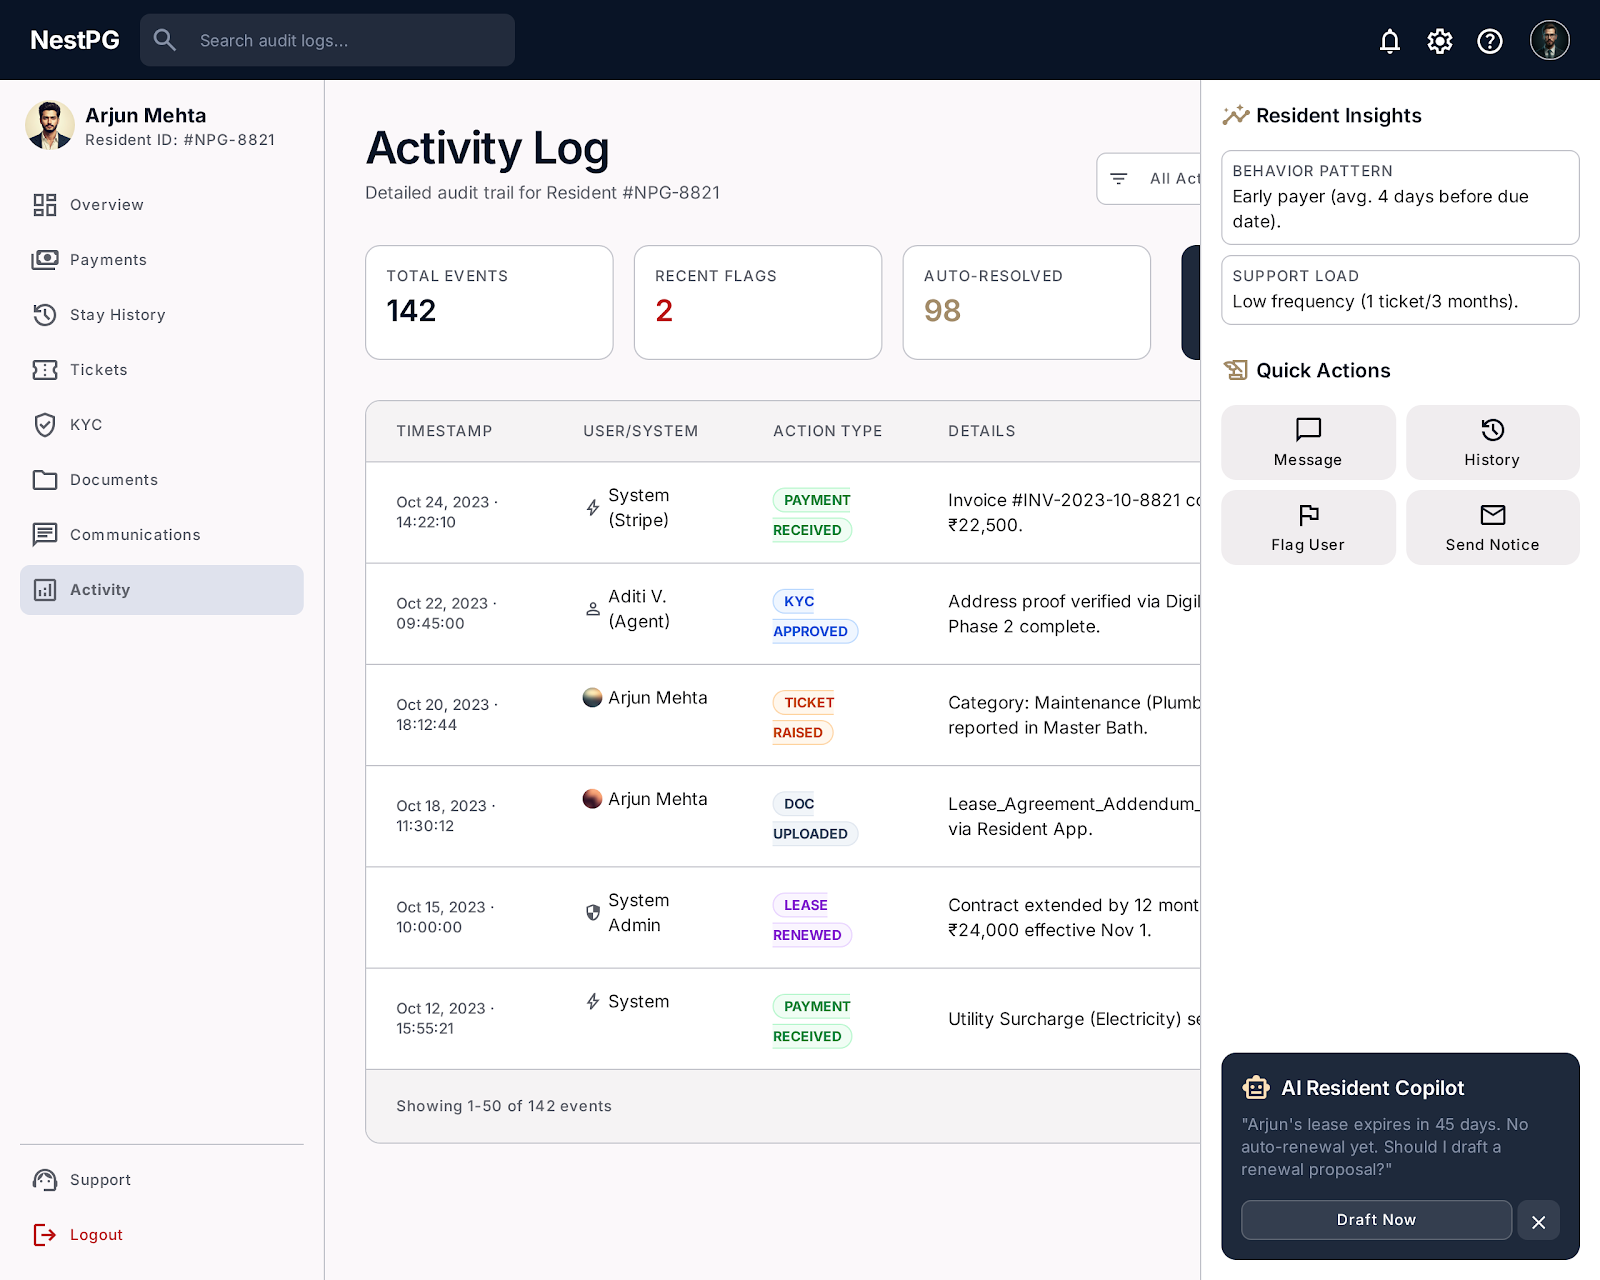 NestPG
Search audit logs...
Arjun Mehta
Resident ID: #NPG-8821
Overview
Payments
Stay History
Tickets
KYC
Documents
Communications
Activity
Support
Logout
Activity Log
Detailed audit trail for Resident #NPG-8821
All Act
TOTAL EVENTS
142
RECENT FLAGS
2
AUTO-RESOLVED
98
TIMESTAMP USER/SYSTEM ACTION TYPE DETAILS
Oct 24, 2023 ·
14:22:10
System
(Stripe)
PAYMENT
RECEIVED
Invoice #INV-2023-10-8821 co
₹22,500.
Oct 22, 2023 ·
09:45:00
Aditi V.
(Agent)
KYC
APPROVED
Address proof verified via Digil
Phase 2 complete.
Oct 20, 2023 ·
18:12:44
Arjun Mehta
TICKET
RAISED
Category: Maintenance (Plumb
reported in Master Bath.
Oct 18, 2023 ·
11:30:12
Arjun Mehta
DOC
UPLOADED
Lease_Agreement_Addendum_
via Resident App.
Oct 15, 2023 ·
10:00:00
System
Admin
LEASE
RENEWED
Contract extended by 12 mont
₹24,000 effective Nov 1.
Oct 12, 2023 ·
15:55:21
System
PAYMENT
RECEIVED
Utility Surcharge (Electricity) se
Showing 1-50 of 142 events
Resident Insights
BEHAVIOR PATTERN
Early payer (avg. 4 days before due
date).
SUPPORT LOAD
Low frequency (1 ticket/3 months).
Quick Actions
Message
History
Flag User
Send Notice
AI Resident Copilot
"Arjun's lease expires in 45 days. No
auto-renewal yet. Should I draft a
renewal proposal?"
Draft Now